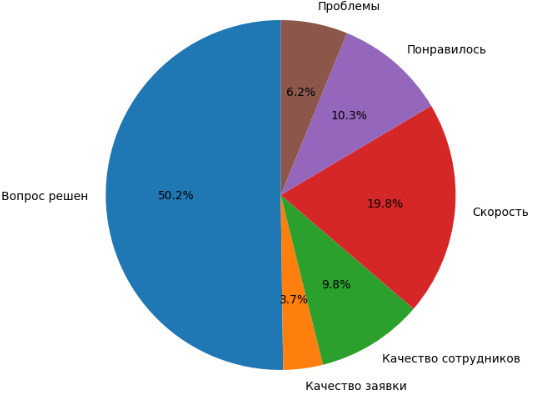 Проблемы
Понравилось
6.2%
10.3%
Вопрос решен
50.2%
19.8%
Скорость
9.8%
3.7%
Качество сотрудников
Качество заявки